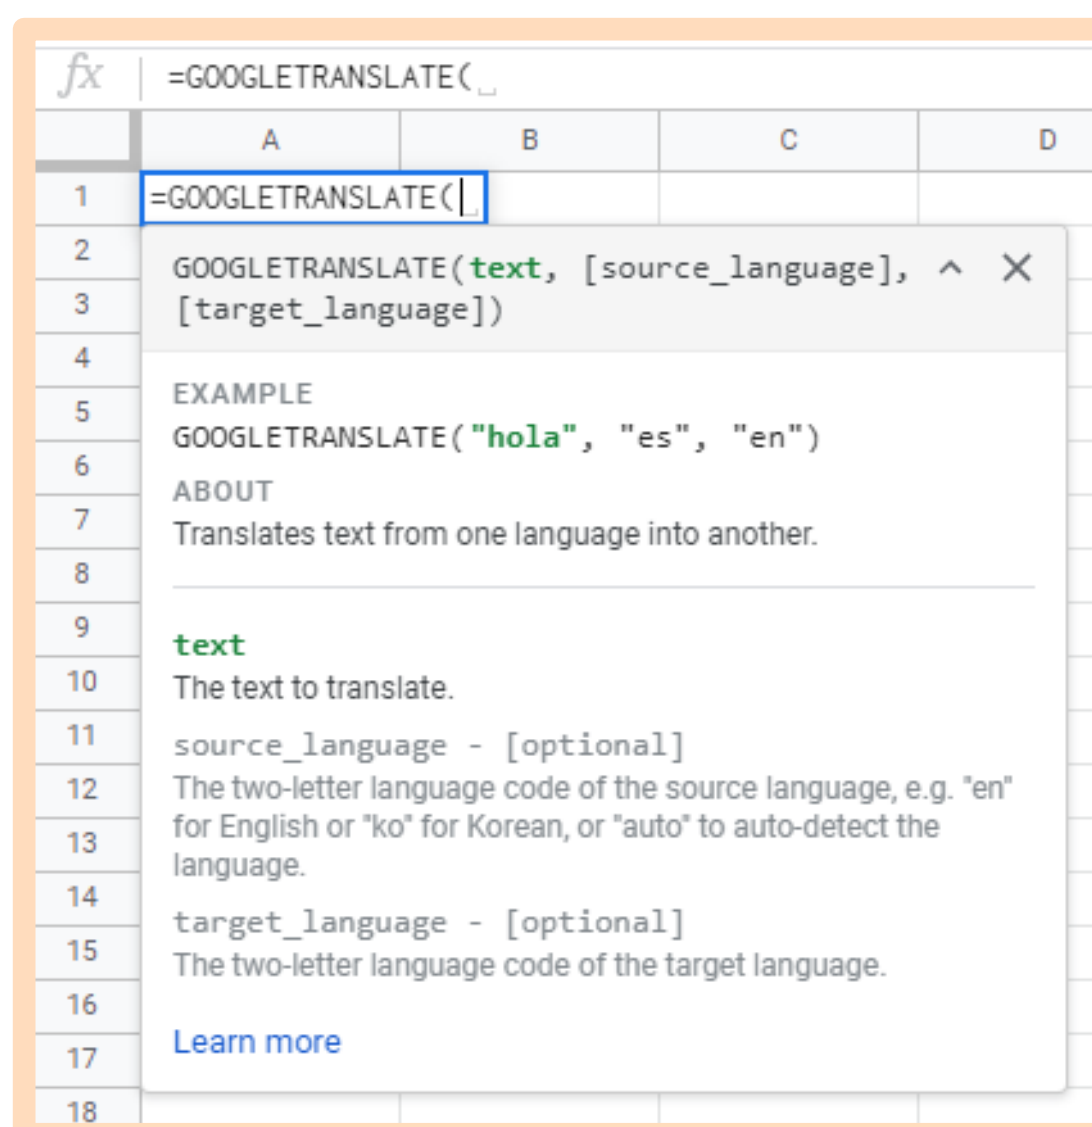 fx =GOOGLETRANSLATE(
A B C D
1 =GOOGLETRANSLATE(
2
3
4
5
6
7
8
9
10
11
12
13
14
15
16
17
18
GOOGLETRANSLATE(text, [source_language],
[target_language])
EXAMPLE
GOOGLETRANSLATE("hola", "es", "en")
ABOUT
Translates text from one language into another.
text
The text to translate.
source_language - [optional]
The two-letter language code of the source language, e.g. "en"
for English or "ko" for Korean, or "auto" to auto-detect the
language.
target_language - [optional]
The two-letter language code of the target language.
Learn more